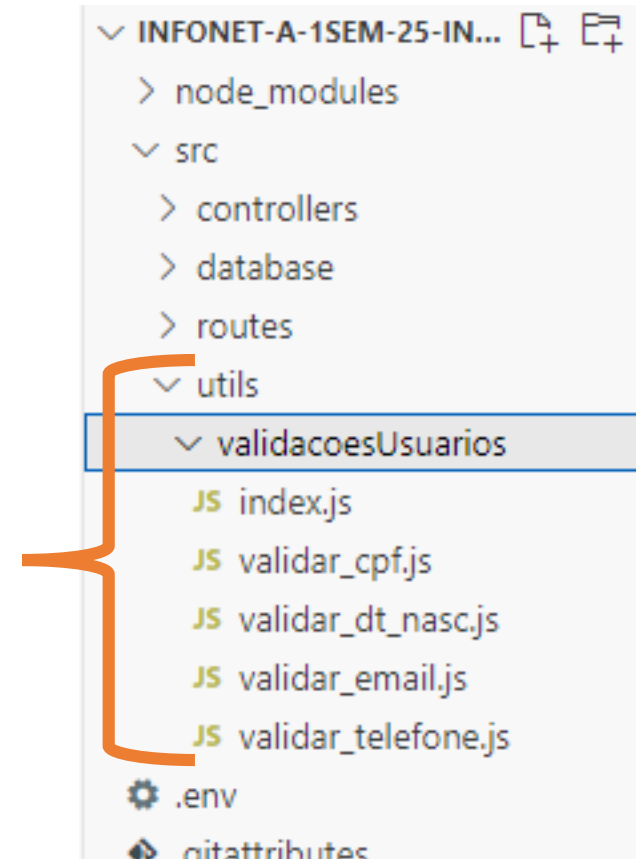 INFONET-A-1SEM-25-IN...
node_modules
src
controllers
database
routes
utils
validacoesUsuarios
JS index.js
JS validar_cpf.js
JS validar_dt_nasc.js
JS validar_email.js
JS validar_telefone.js
.env
.gitattributes